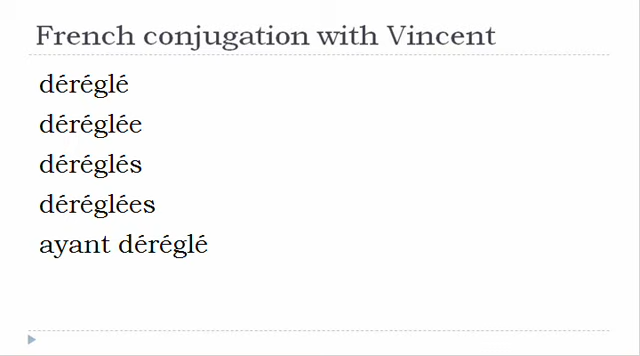 French conjugation with Vincent
déréglé
déréglée
déréglés
déréglées
ayant déréglé